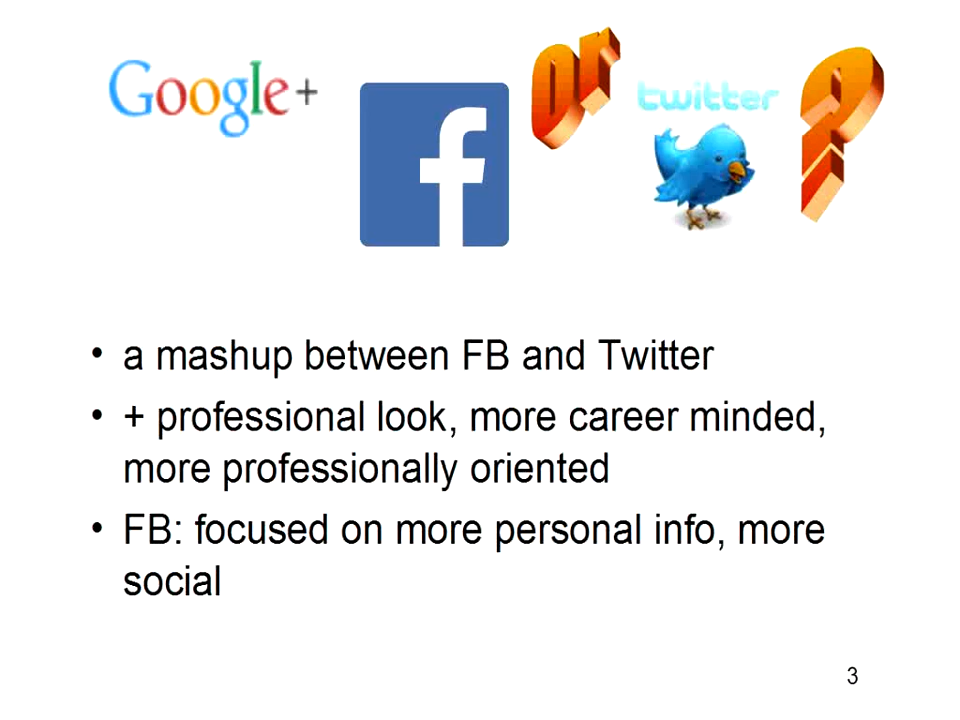 Google+
f
or
twitter
?
• a mashup between FB and Twitter
• + professional look, more career minded,
more professionally oriented
• FB: focused on more personal info, more
social
3